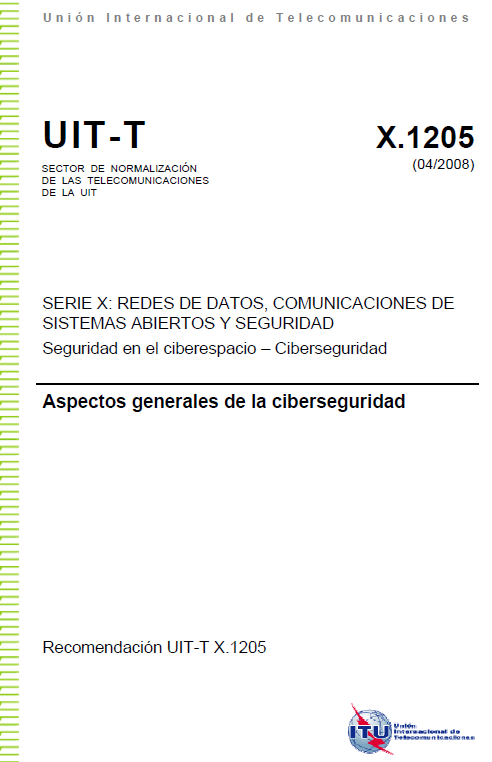 Unión Internacional de Telecomunicaciones
UIT-T
X.1205
SECTOR DE NORMALIZACIÓN
DE LAS TELECOMUNICACIONES
DE LA UIT
(04/2008)
SERIE X: REDES DE DATOS, COMUNICACIONES DE
SISTEMAS ABIERTOS Y SEGURIDAD
Seguridad en el ciberespacio – Ciberseguridad
Aspectos generales de la ciberseguridad
Recomendación UIT-T X.1205
ITU
Unión
Internacional de
Telecomunicaciones